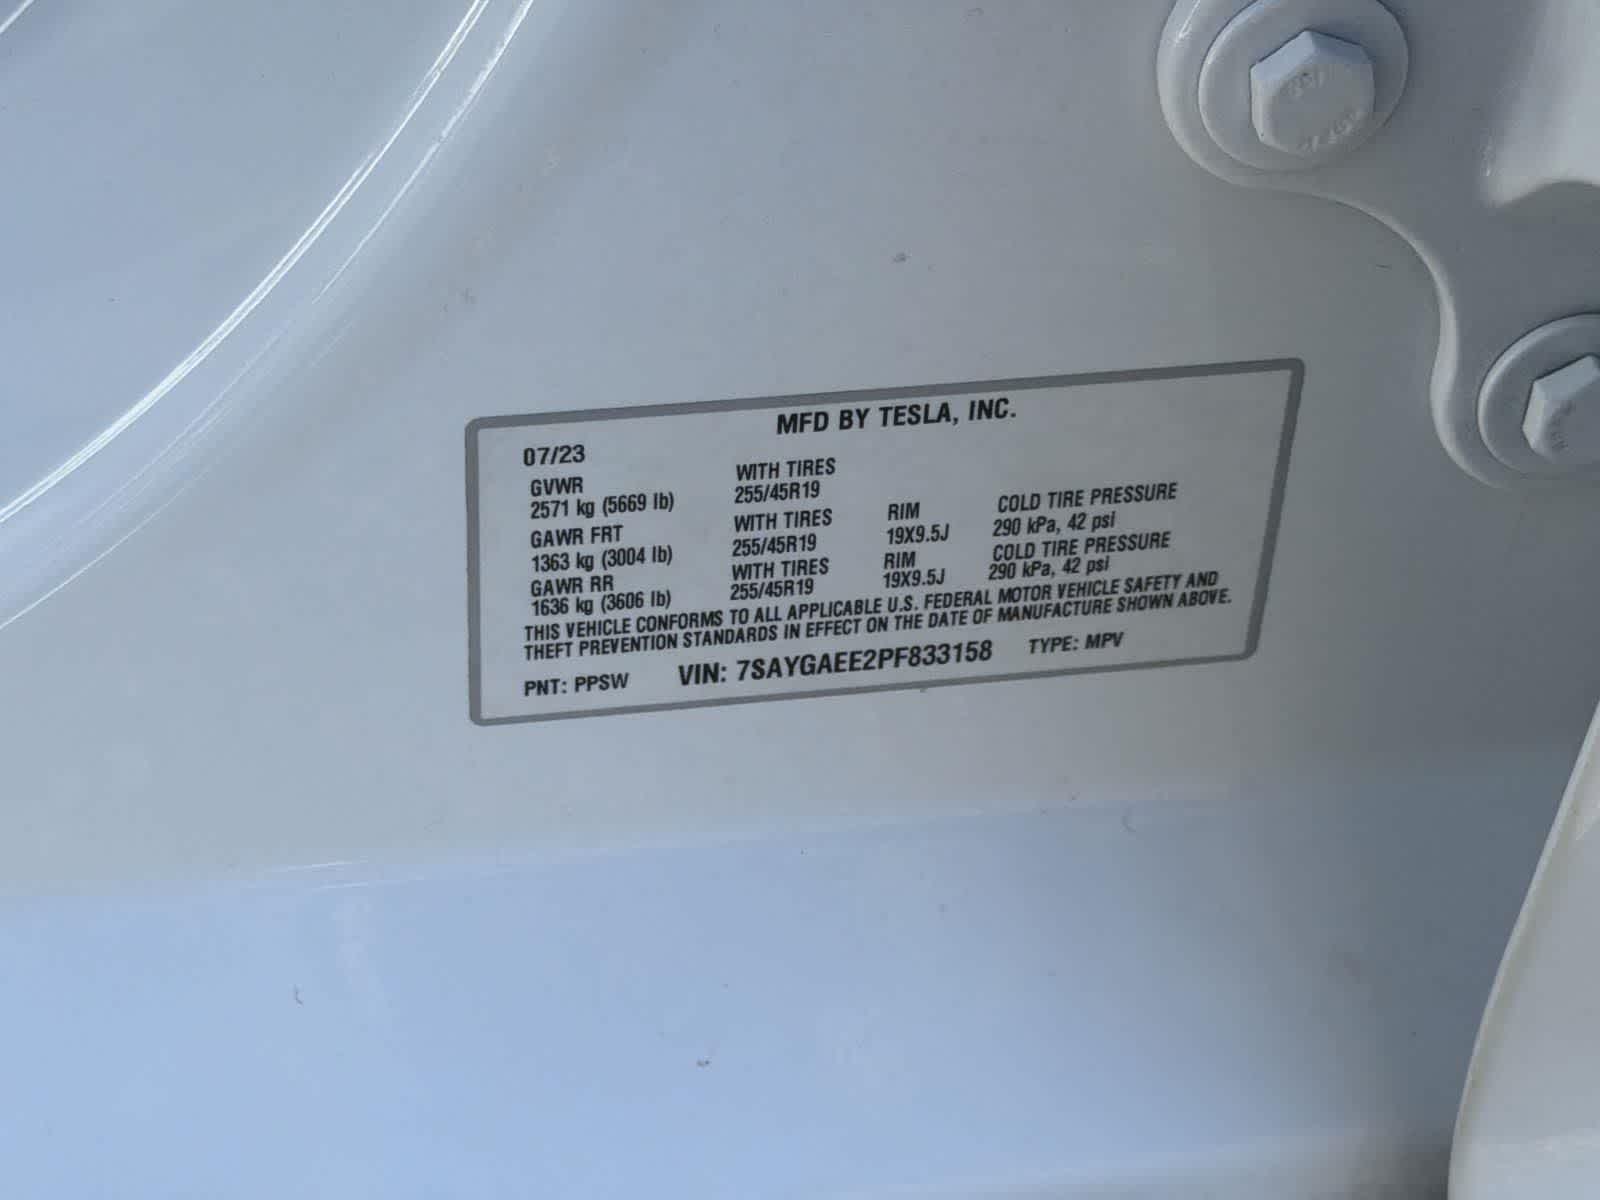 MFD BY TESLA, INC.
07/23
GVWR WITH TIRES
2571 kg (5669 lb) 255/45R19
GAWR FRT WITH TIRES RIM COLD TIRE PRESSURE
1363 kg (3004 lb) 255/45R19 19X9.5J 290 kPa, 42 psi
GAWR RR WITH TIRES RIM COLD TIRE PRESSURE
1636 kg (3606 lb) 255/45R19 19X9.5J 290 kPa, 42 psi
THIS VEHICLE CONFORMS TO ALL APPLICABLE U.S. FEDERAL MOTOR VEHICLE SAFETY AND
THEFT PREVENTION STANDARDS IN EFFECT ON THE DATE OF MANUFACTURE SHOWN ABOVE.
PNT: PPSW VIN: 7SAYGAEE2PF833158 TYPE: MPV